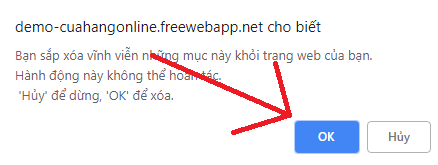 demo-cuahangonline.freewebapp.net cho biết
Bạn sắp xóa vĩnh viễn những mục này khỏi trang web của bạn.
Hành động này không thể hoàn tác.
'Hủy' để dừng, 'OK' để xóa.
OK
Hủy